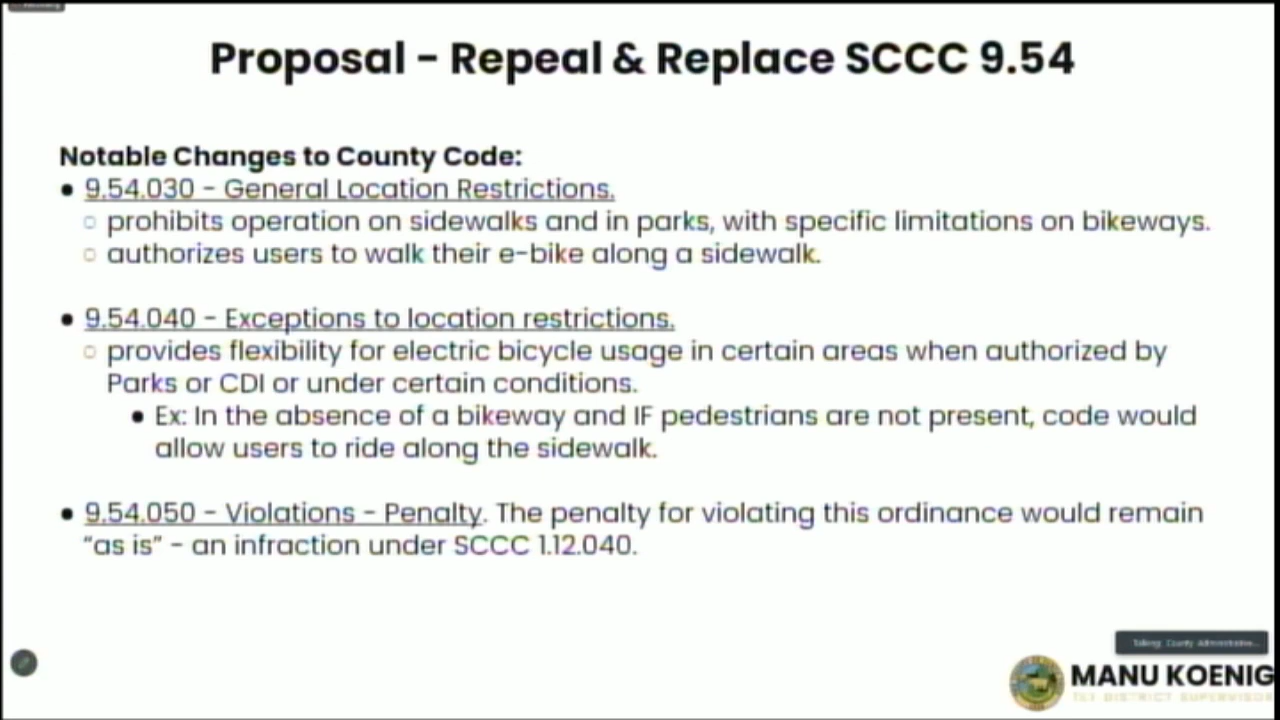 Proposal - Repeal & Replace SCCC 9.54
Notable Changes to County Code:
• 9.54.030 - General Location Restrictions.
○ prohibits operation on sidewalks and in parks, with specific limitations on bikeways.
○ authorizes users to walk their e-bike along a sidewalk.
• 9.54.040 - Exceptions to location restrictions.
○ provides flexibility for electric bicycle usage in certain areas when authorized by
Parks or CDI or under certain conditions.
• Ex: In the absence of a bikeway and IF pedestrians are not present, code would
allow users to ride along the sidewalk.
• 9.54.050 - Violations - Penalty. The penalty for violating this ordinance would remain
“as is” - an infraction under SCCC 1.12.040.
Talking: County Administrative...
MANU KOENIG
DISTRICT SUPERVISOR